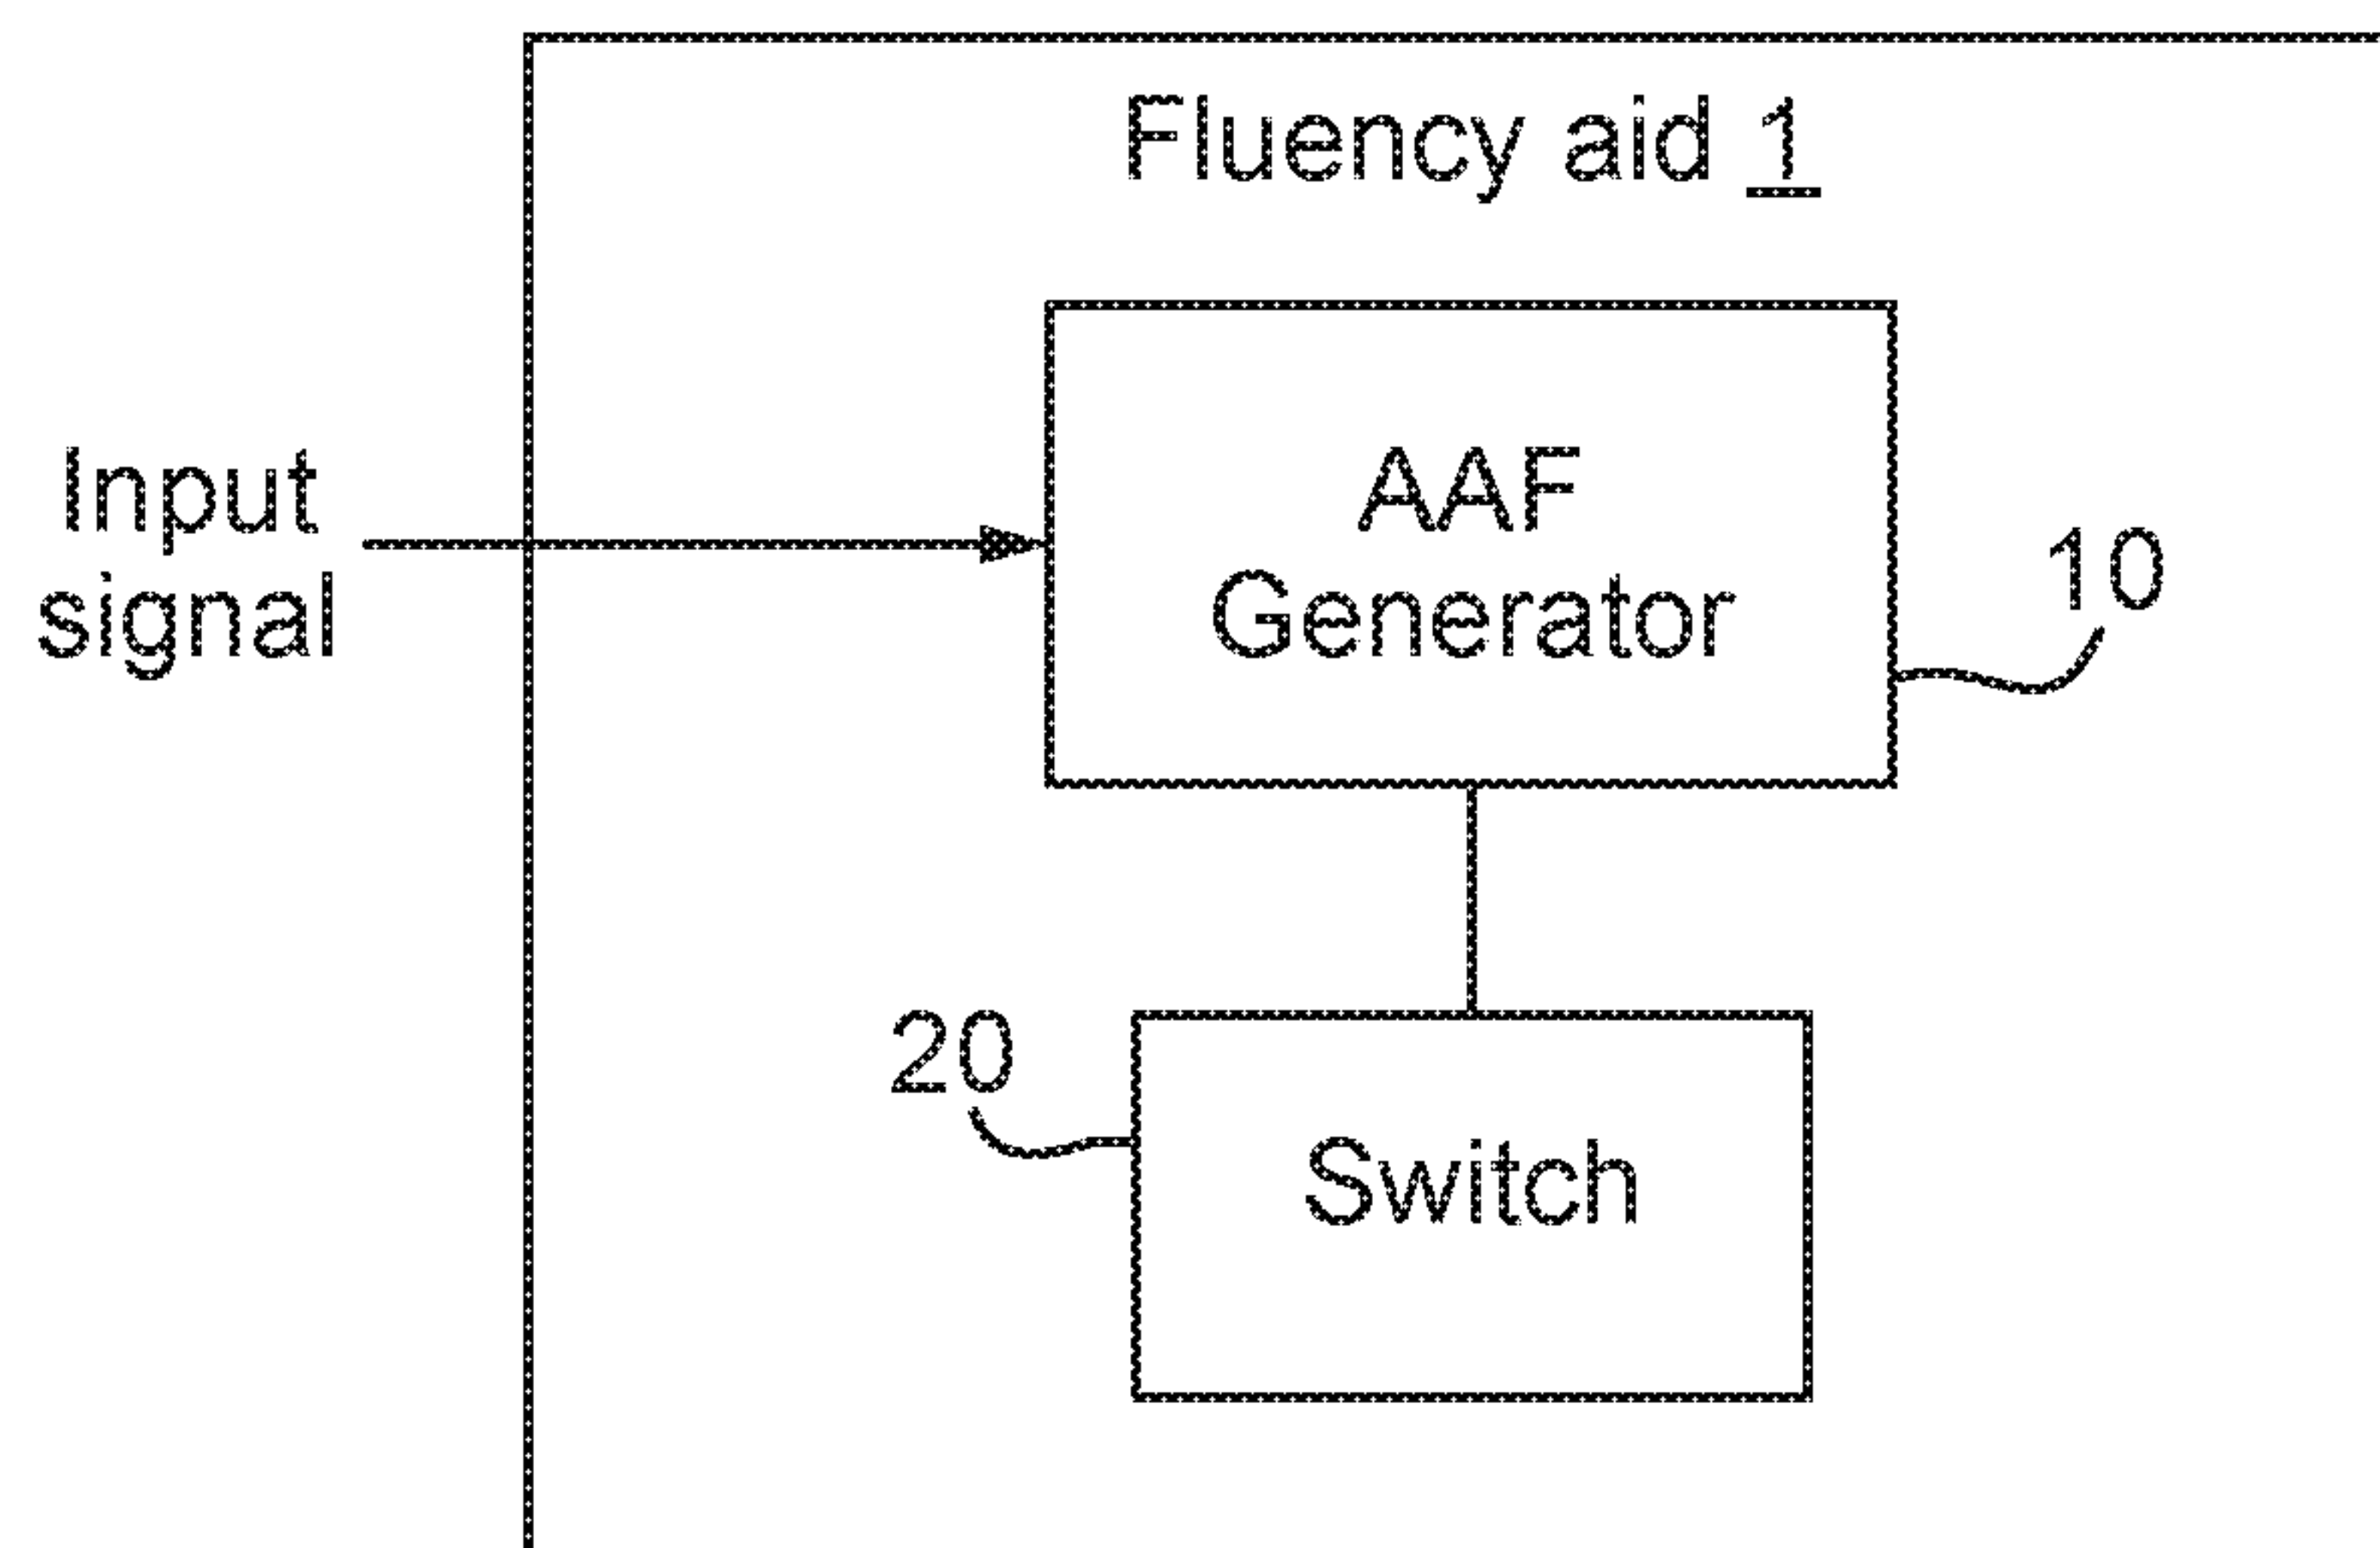 Fluency aid 1
Input
signal
AAF
Generator
10
20
Switch